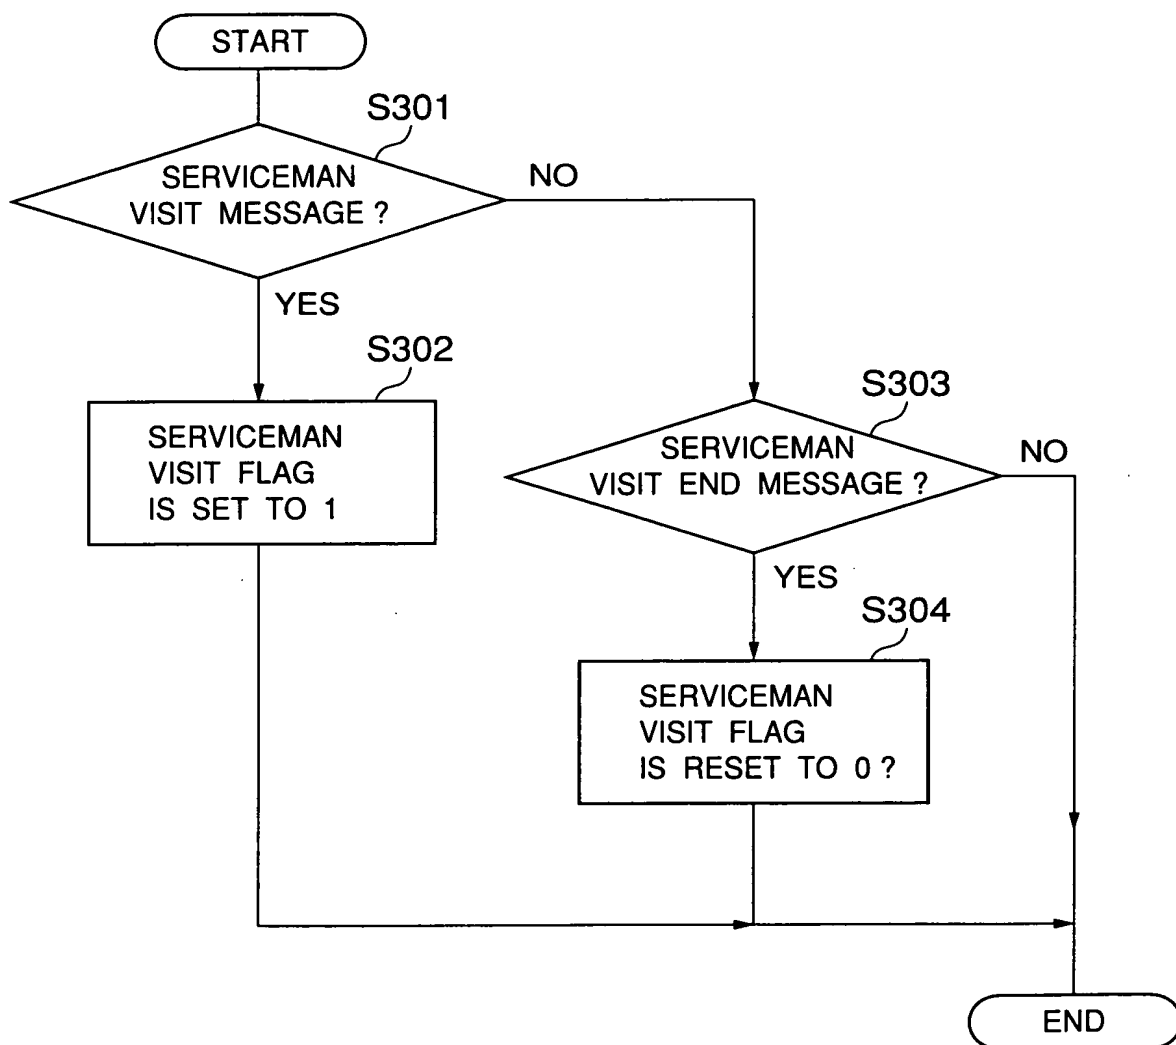 START
S301
SERVICEMAN
VISIT MESSAGE ?
NO
YES
S302
SERVICEMAN
VISIT FLAG
IS SET TO 1
S303
SERVICEMAN
VISIT END MESSAGE ?
NO
YES
S304
SERVICEMAN
VISIT FLAG
IS RESET TO 0 ?
END